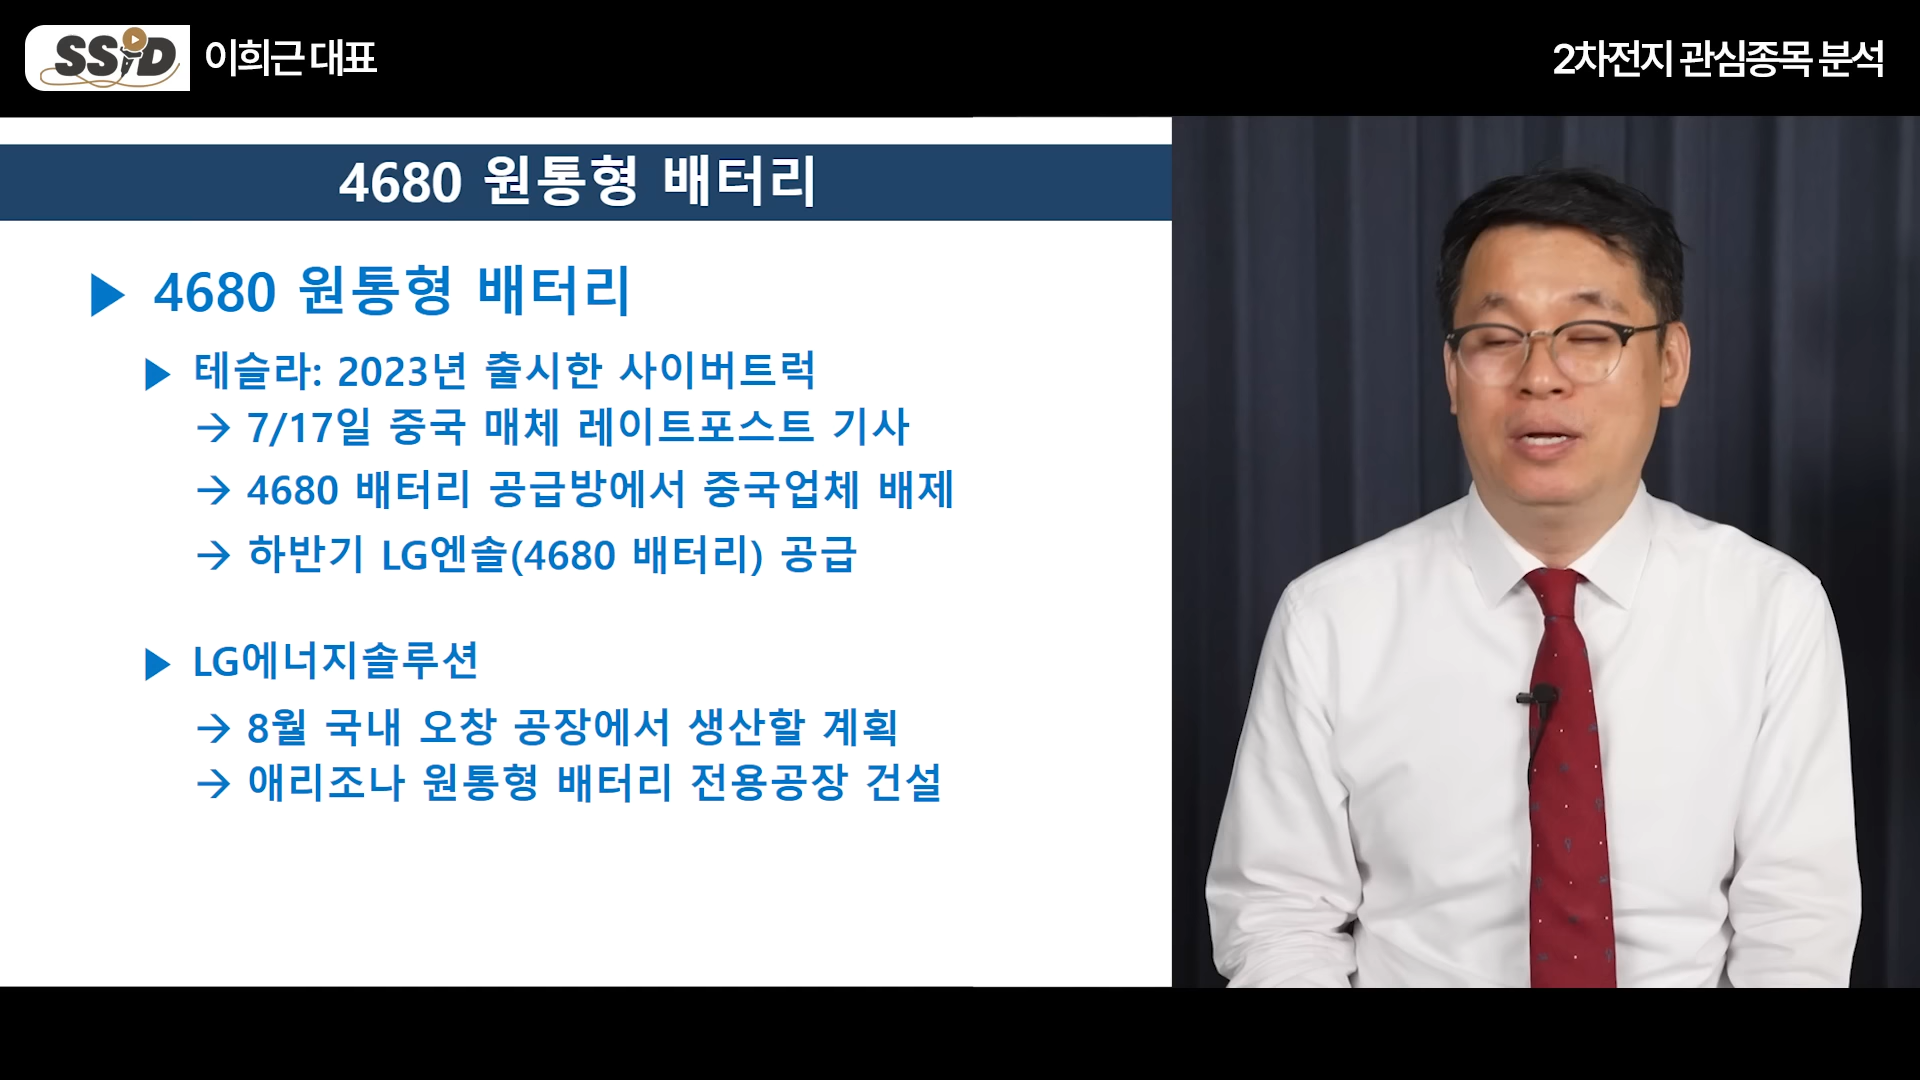 SSiD 이희근 대표
2차전지 관심종목 분석
4680 원통형 배터리
▶ 4680 원통형 배터리
▶ 테슬라: 2023년 출시한 사이버트럭
→ 7/17일 중국 매체 레이트포스트 기사
→ 4680 배터리 공급방에서 중국업체 배제
→ 하반기 LG엔솔(4680 배터리) 공급
▶ LG에너지솔루션
→ 8월 국내 오창 공장에서 생산할 계획
→ 애리조나 원통형 배터리 전용공장 건설